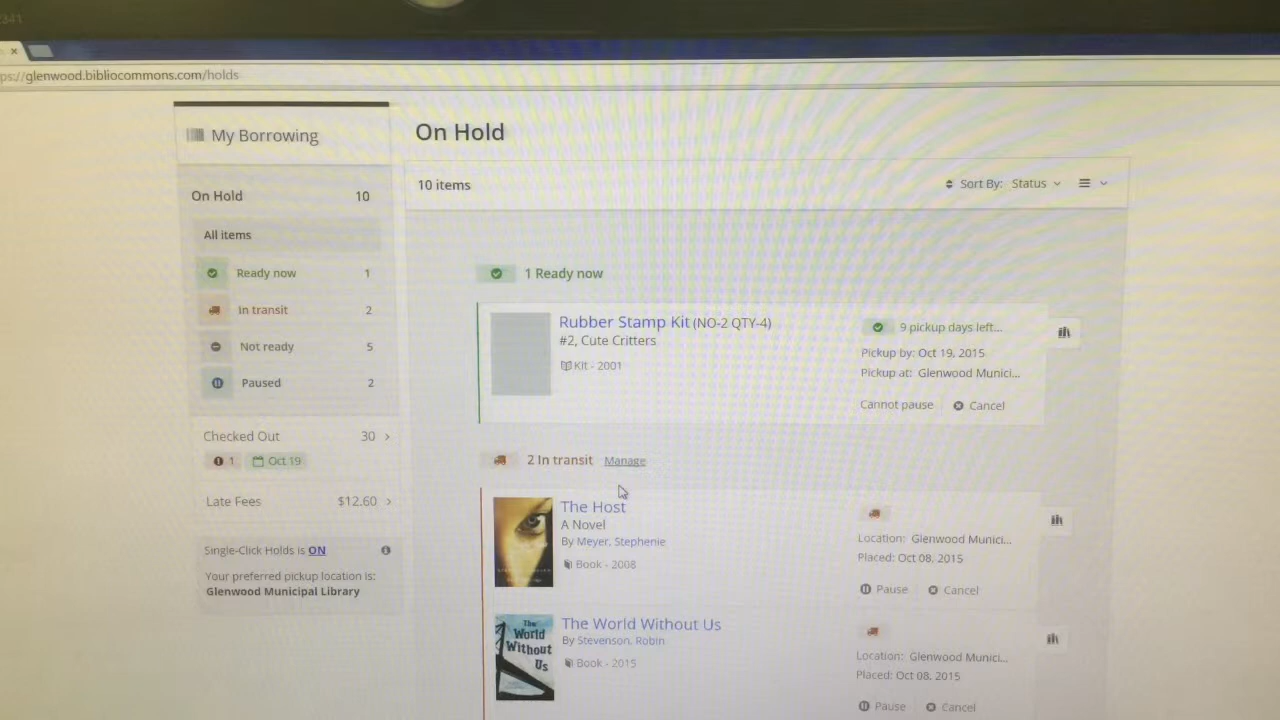 2341
ps://glenwood.bibliocommons.com/holds
My Borrowing
On Hold 10
All items
Ready now 1
In transit 2
Not ready 5
Paused 2
Checked Out 30
1 Oct 19
Late Fees $12.60
Single-Click Holds is ON
Your preferred pickup location is:
Glenwood Municipal Library
On Hold
10 items
Sort By: Status
1 Ready now
Rubber Stamp Kit (NO-2 QTY-4)
#2, Cute Critters
Kit - 2001
9 pickup days left...
Pickup by: Oct 19, 2015
Pickup at: Glenwood Munici...
Cannot pause Cancel
2 In transit Manage
The Host
A Novel
By Meyer, Stephenie
Book - 2008
Location: Glenwood Munici...
Placed: Oct 08, 2015
Pause Cancel
The
World
Without
Us
The World Without Us
By Stevenson, Robin
Book - 2015
Location: Glenwood Munici...
Placed: Oct 08, 2015
Pause Cancel